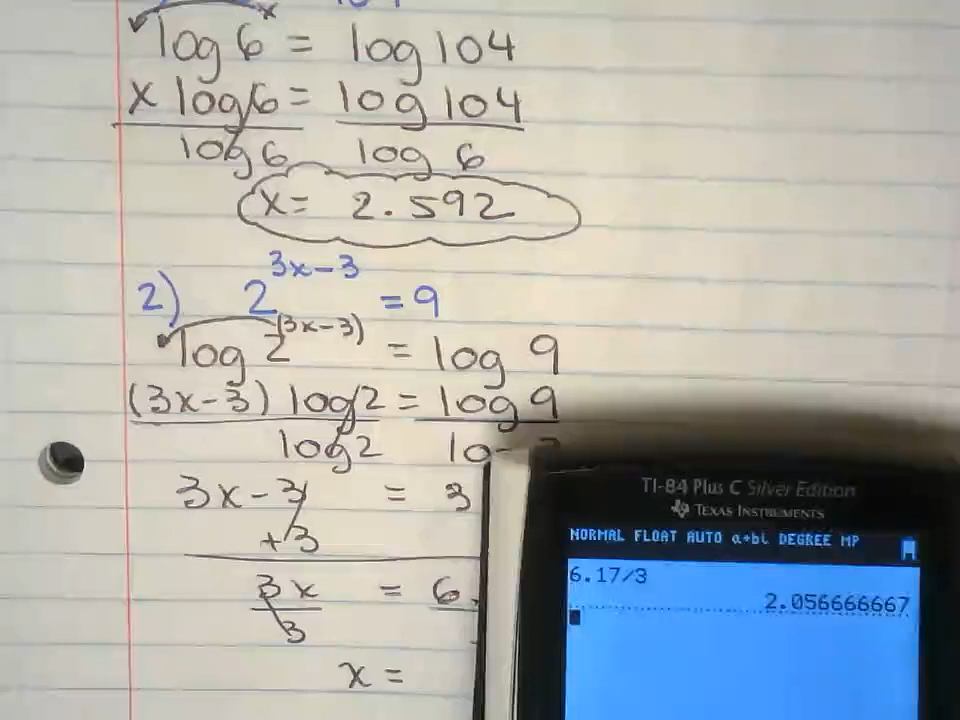 log 6^x = log 104
x log 6 = log 104
log 6 log 6
x = 2.592
2) 2^3x-3 = 9
log 2^(3x-3) = log 9
(3x-3) log 2 = log 9
log 2
3x - 3 = 3
+3
3x = 6.
3
x =
TI-84 Plus C Silver Edition
TEXAS INSTRUMENTS
NORMAL FLOAT AUTO a+bi DEGREE MP
6.17/3
2.056666667